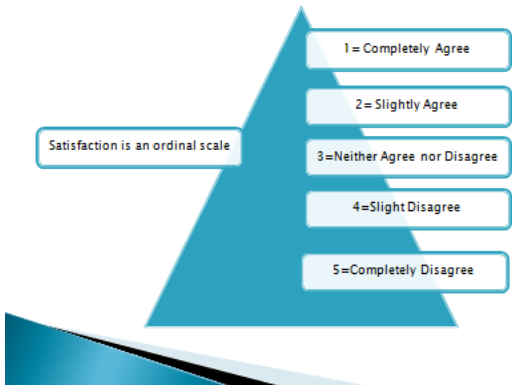 1= Completely Agree
2= Slightly Agree
Satisfaction is an ordinal scale
3=Neither Agree nor Disagree
4=Slight Disagree
5=Completely Disagree